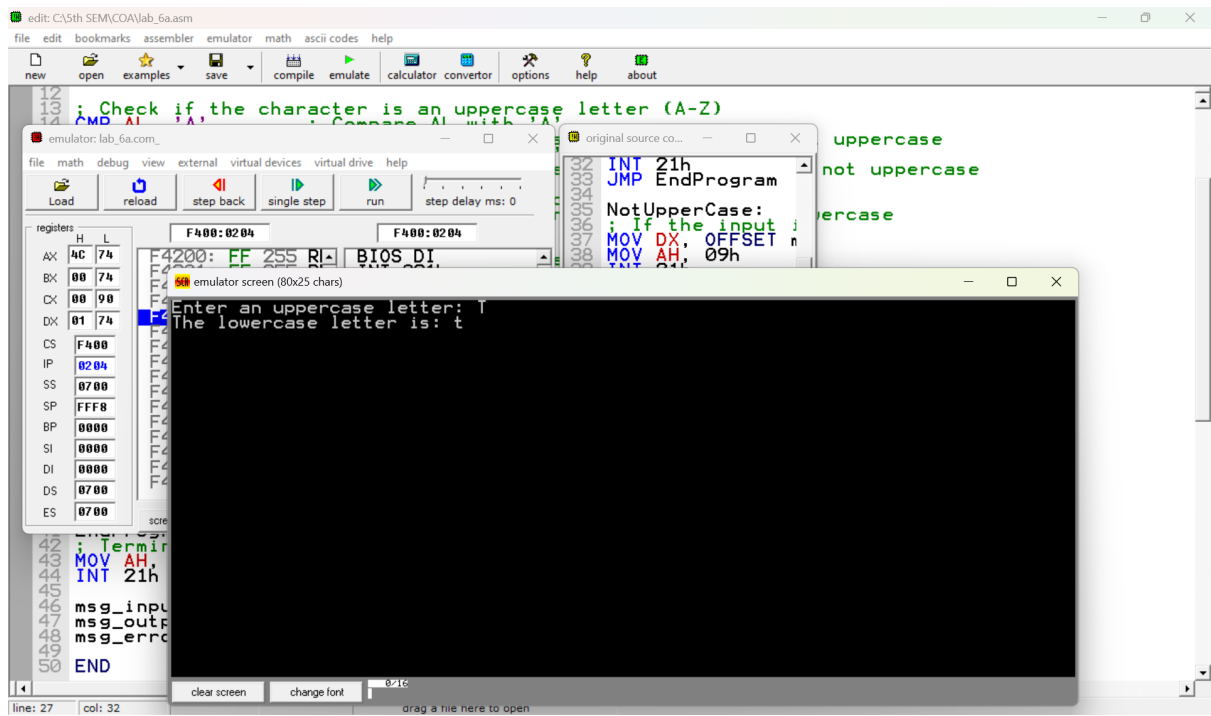 edit: C:\5th SEM\COA\lab_6a.asm
file edit bookmarks assembler emulator math ascii codes help
new open examples save compile emulate calculator convertor options help about
12
13 ; Check if the character is an uppercase letter (A-Z)
14 CMP AL, 'A' ; Compare AL with 'A'
uppercase
not uppercase
emulator: lab_6a.com_
file math debug view external virtual devices virtual drive help
Load reload step back single step run step delay ms: 0
registers
H L
F400:0204 F400:0204
AX 4C 74
BX 00 74
CX 00 90
DX 01 74
CS F400
IP 0204
SS 0700
SP FFF8
BP 0000
SI 0000
DI 0000
DS 0700
ES 0700
F4200: FF 255 BIOS DI
original source co...
32 INT 21h
33 JMP EndProgram
34
35 NotUpperCase:
36 ; If the input
37 MOV DX, OFFSET
38 MOV AH, 09h
emulator screen (80x25 chars)
Enter an uppercase letter: T
The lowercase letter is: t
clear screen change font 0/16
42 ;
43 MOV AH,
44 INT 21h
45
46
47
48
49
50 END
line: 27 col: 32 drag a file here to open